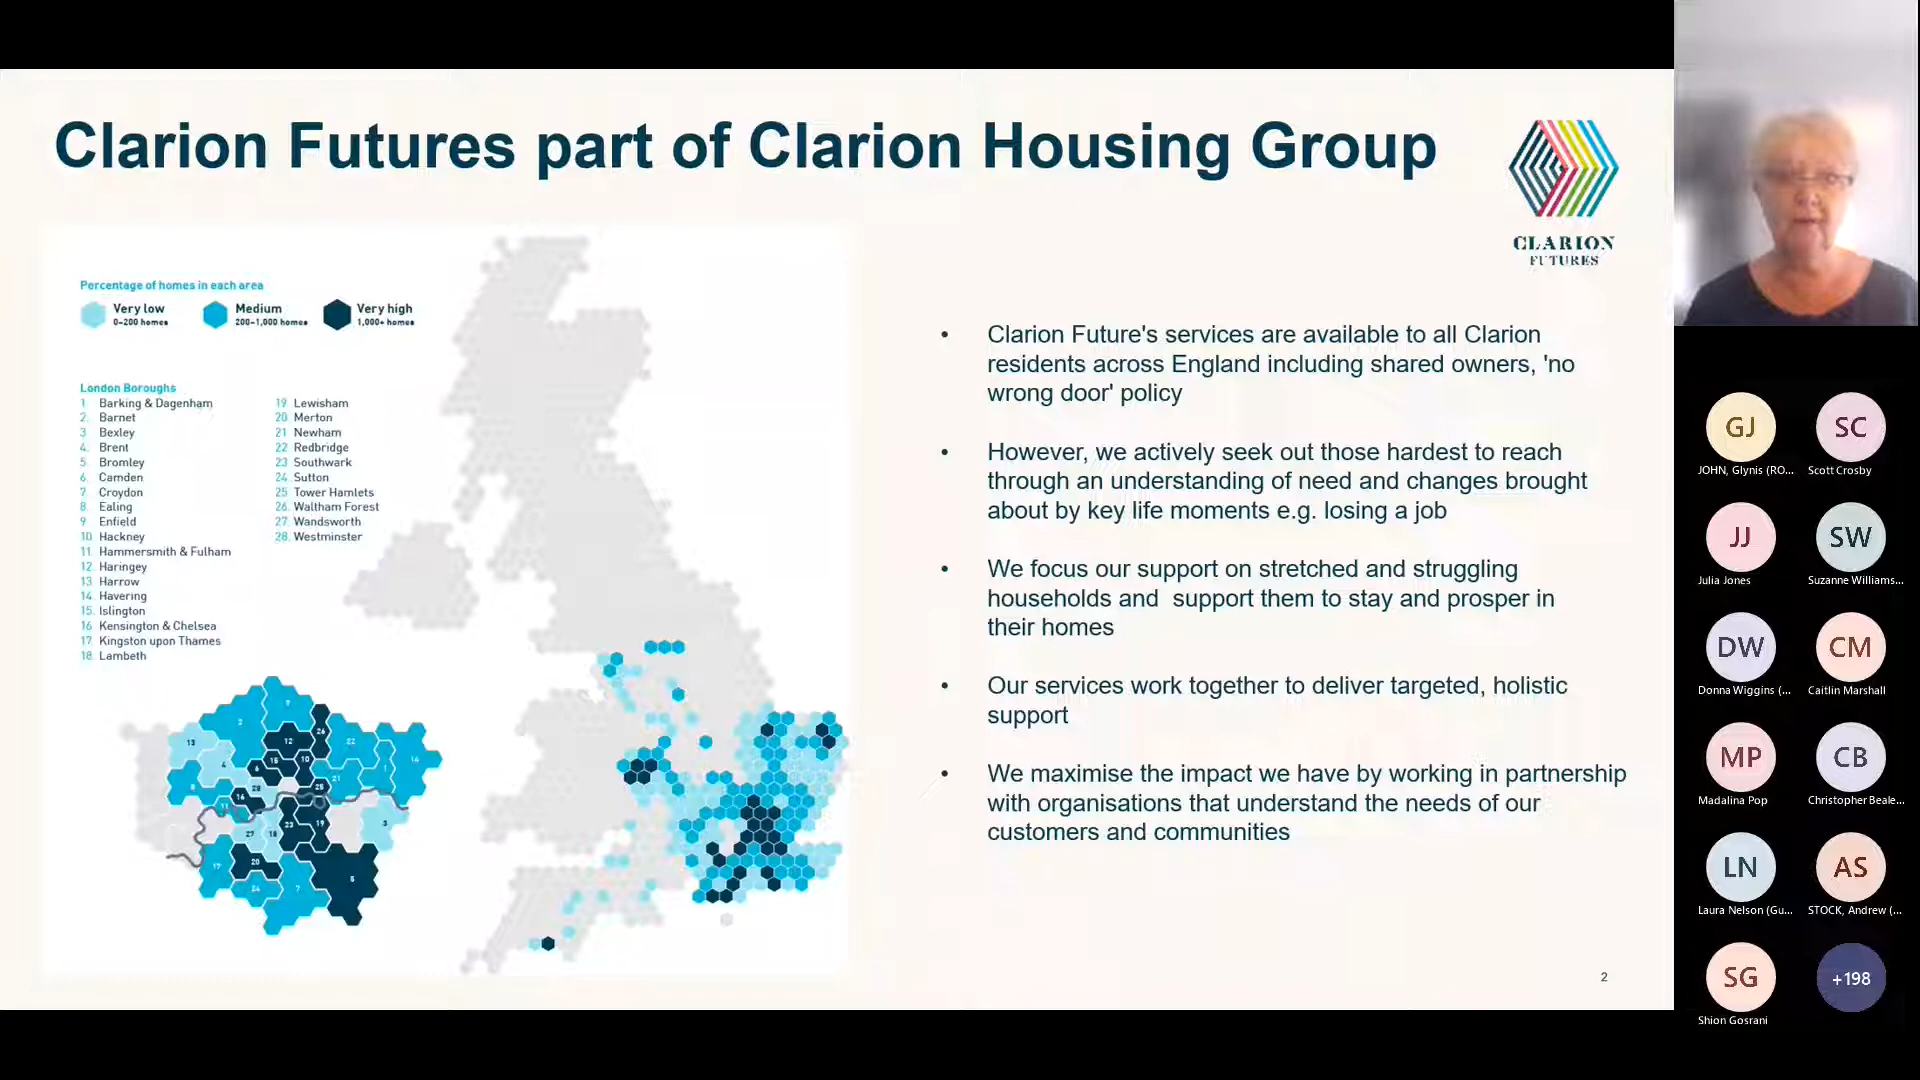 Clarion Futures part of Clarion Housing Group
CLARION
FUTURES
Percentage of homes in each area
Very low
0-200 homes
Medium
200-1,000 homes
Very high
1,000+ homes
London Boroughs
1. Barking & Dagenham
2. Barnet
3. Bexley
4. Brent
5. Bromley
6. Camden
7. Croydon
8. Ealing
9. Enfield
10. Hackney
11. Hammersmith & Fulham
12. Haringey
13. Harrow
14. Havering
15. Islington
16. Kensington & Chelsea
17. Kingston upon Thames
18. Lambeth
19. Lewisham
20. Merton
21. Newham
22. Redbridge
23. Southwark
24. Sutton
25. Tower Hamlets
26. Waltham Forest
27. Wandsworth
28. Westminster
• Clarion Future's services are available to all Clarion
residents across England including shared owners, 'no
wrong door' policy
• However, we actively seek out those hardest to reach
through an understanding of need and changes brought
about by key life moments e.g. losing a job
• We focus our support on stretched and struggling
households and support them to stay and prosper in
their homes
• Our services work together to deliver targeted, holistic
support
• We maximise the impact we have by working in partnership
with organisations that understand the needs of our
customers and communities
2
GJ
JOHN, Glynis (RO...
SC
Scott Crosby
JJ
Julia Jones
SW
Suzanne Williams...
DW
Donna Wiggins (...
CM
Caitlin Marshall
MP
Madalina Pop
CB
Christopher Beale...
LN
Laura Nelson (Gu...
AS
STOCK, Andrew (...
SG
Shion Gosrani
+198